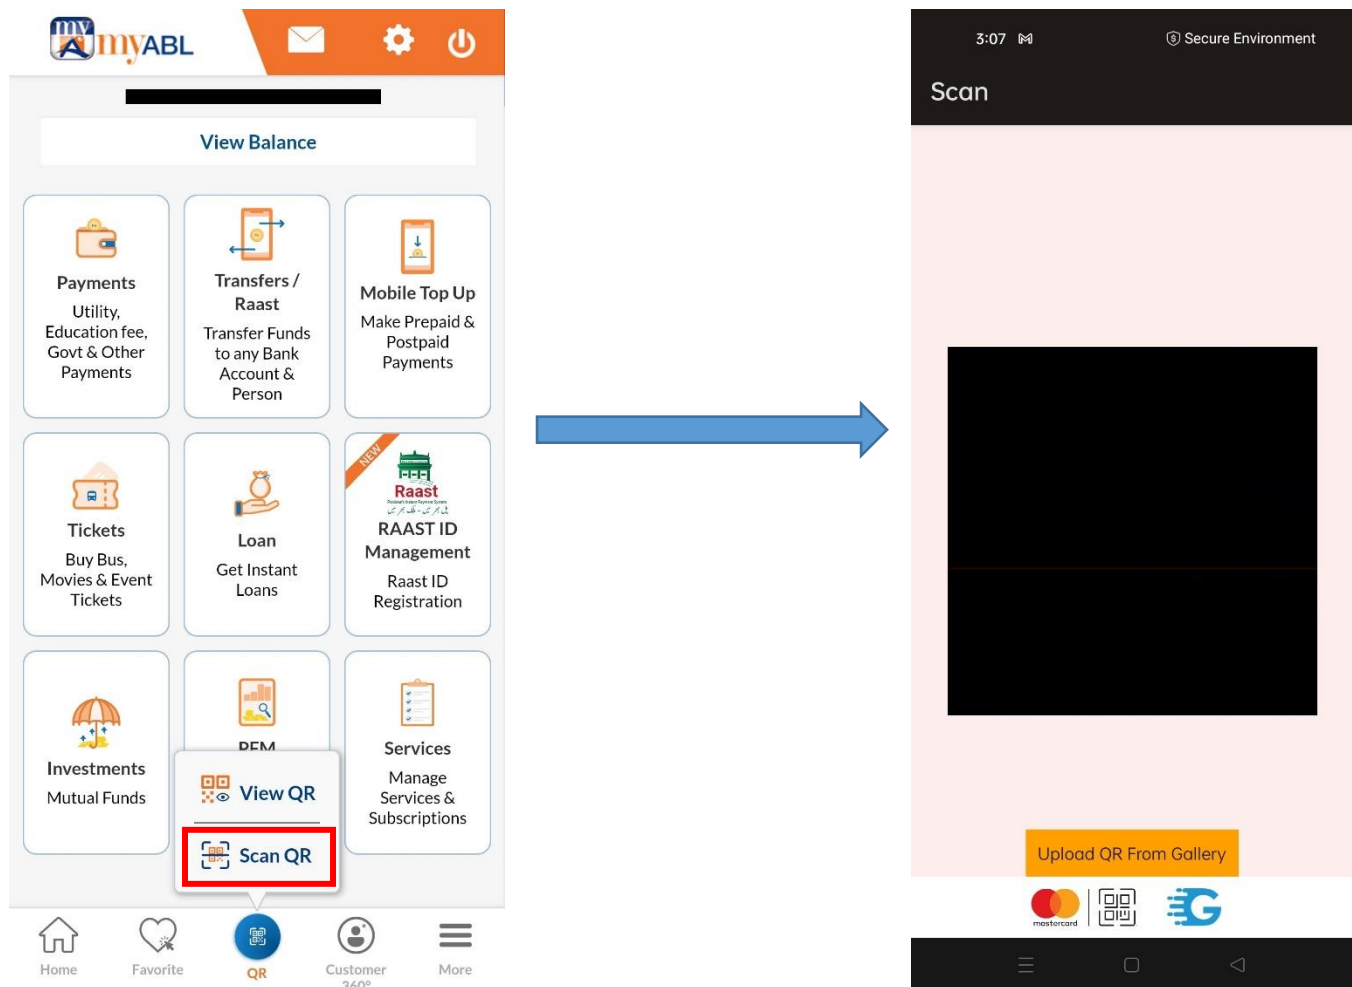 my
myABL
View Balance
Payments
Utility,
Education fee,
Govt & Other
Payments
Transfers /
Raast
Transfer Funds
to any Bank
Account &
Person
Mobile Top Up
Make Prepaid &
Postpaid
Payments
Tickets
Buy Bus,
Movies & Event
Tickets
Loan
Get Instant
Loans
NEW
Raast
RAAST ID
Management
Raast ID
Registration
Investments
Mutual Funds
PFM
Services
Manage
Services &
Subscriptions
View QR
Scan QR
Home
Favorite
QR
Customer
360°
More
3:07
Secure Environment
Scan
Upload QR From Gallery
mastercard
G